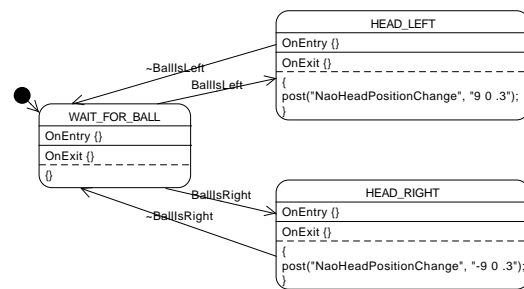 HEAD_LEFT
OnEntry {}
OnExit {}
{
post("NaoHeadPositionChange", "9 0 .3");
}
~BallIsLeft
BallIsLeft
WAIT_FOR_BALL
OnEntry {}
OnExit {}
{}
BallIsRight
~BallIsRight
HEAD_RIGHT
OnEntry {}
OnExit {}
{
post("NaoHeadPositionChange", "-9 0 .3");
}